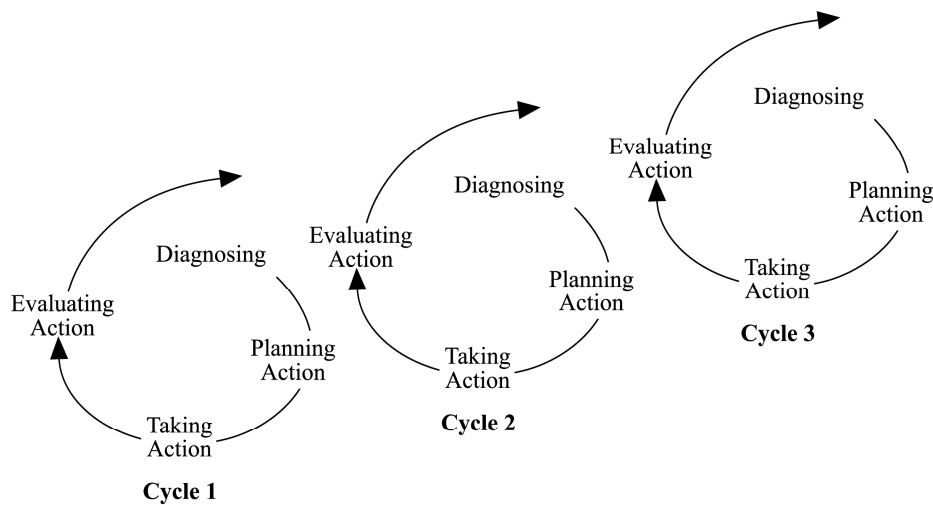 Diagnosing
Planning
Action
Taking
Action
Evaluating
Action
Cycle 1
Diagnosing
Planning
Action
Taking
Action
Evaluating
Action
Cycle 2
Diagnosing
Planning
Action
Taking
Action
Evaluating
Action
Cycle 3